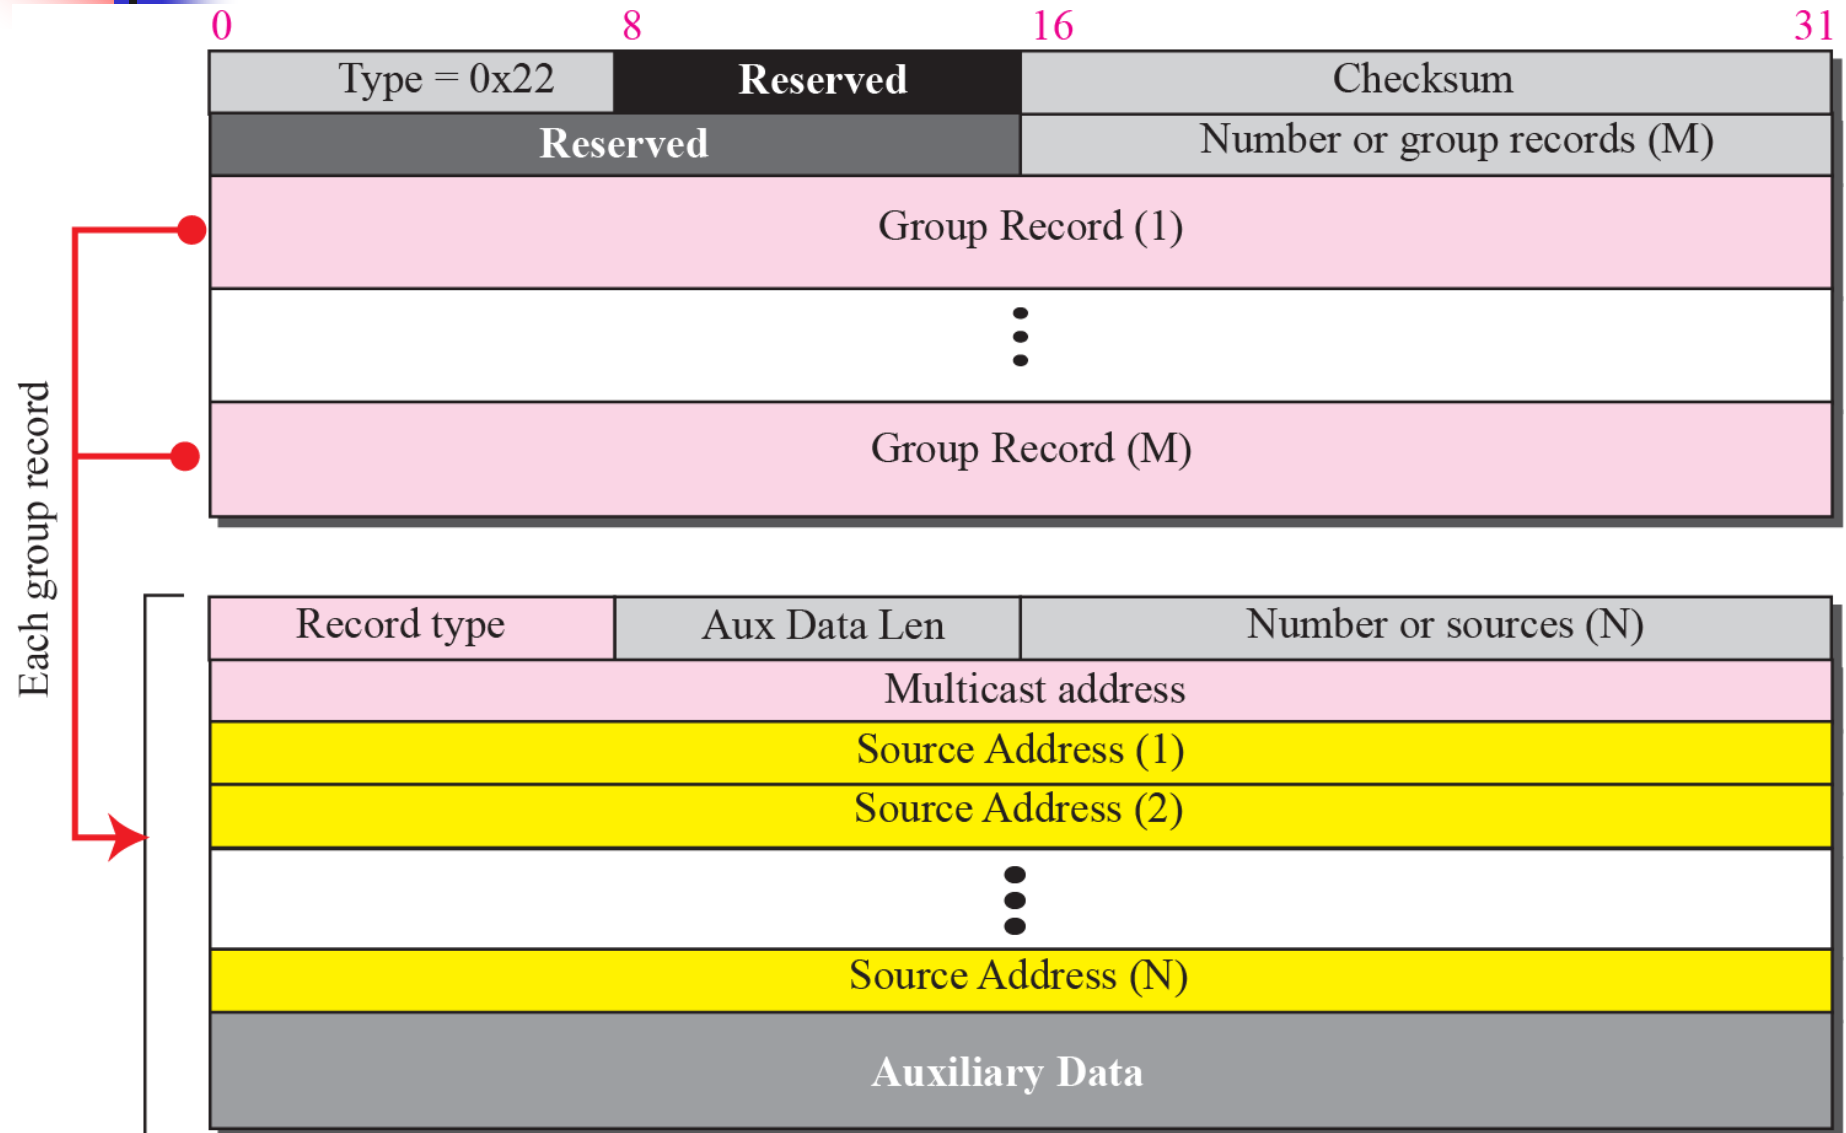 0 8 16 31
Type = 0x22 Reserved Checksum
Reserved Number or group records (M)
Group Record (1)
Group Record (M)
Each group record
Record type Aux Data Len Number or sources (N)
Multicast address
Source Address (1)
Source Address (2)
Source Address (N)
Auxiliary Data